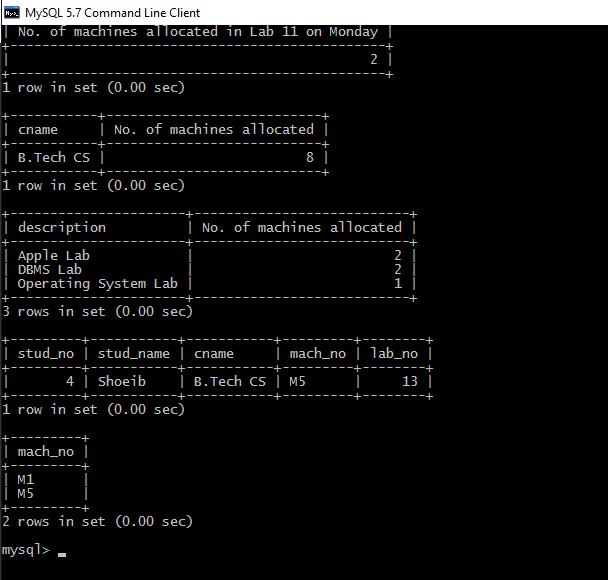 MySQL 5.7 Command Line Client
| No. of machines allocated in Lab 11 on Monday |
+-----------------------------------------------+
|                                             2 |
+-----------------------------------------------+
1 row in set (0.00 sec)

+-----------+---------------------------+
| cname     | No. of machines allocated |
+-----------+---------------------------+
| B.Tech CS |                         8 |
+-----------+---------------------------+
1 row in set (0.00 sec)

+----------------------+---------------------------+
| description          | No. of machines allocated |
+----------------------+---------------------------+
| Apple Lab            |                         2 |
| DBMS Lab             |                         2 |
| Operating System Lab |                         1 |
+----------------------+---------------------------+
3 rows in set (0.00 sec)

+---------+-----------+-----------+---------+--------+
| stud_no | stud_name | cname     | mach_no | lab_no |
+---------+-----------+-----------+---------+--------+
|       4 | Shoeib    | B.Tech CS | M5      |     13 |
+---------+-----------+-----------+---------+--------+
1 row in set (0.00 sec)

+---------+
| mach_no |
+---------+
| M1      |
| M5      |
+---------+
2 rows in set (0.00 sec)

mysql> _